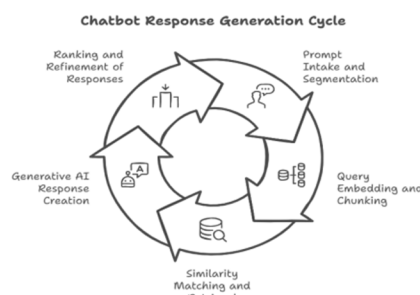 Chatbot Response Generation Cycle
Ranking and
Refinement of
Responses
Prompt
Intake and
Segmentation
Generative AI
Response
Creation
A
Query
Embedding and
Chunking
Similarity
Matching and